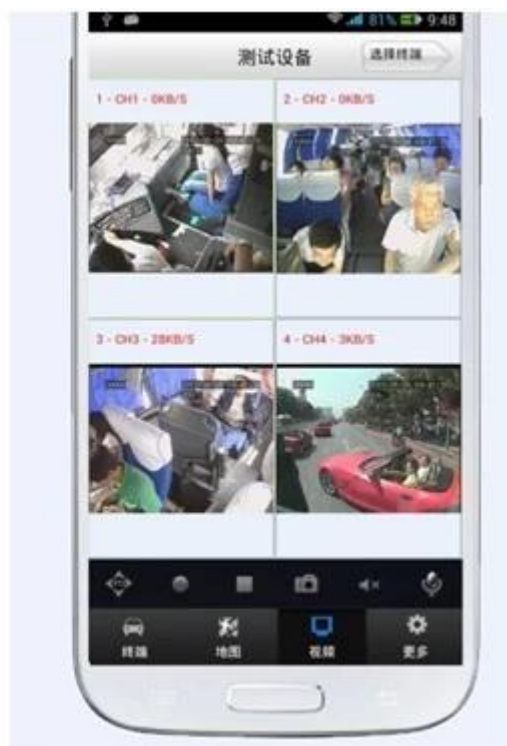 81% 9:48
测试设备
选择终端
1 - CH1 - 0KB/S
2 - CH2 - 0KB/S
3 - CH3 - 28KB/S
4 - CH4 - 3KB/S
终端
地图
视频
更多